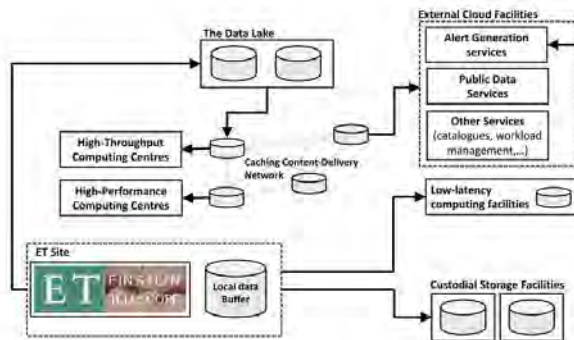 The Data Lake
External Cloud Facilities
Alert Generation
services
Public Data
Services
Other Services
(catalogues, workload
management,...)
High-Throughput
Computing Centres
Caching Content-Delivery
Network
High-Performance
Computing Centres
Low-latency
computing facilities
ET Site
ET EINSTEIN
TELESCOPE
Local data
Buffer
Custodial Storage Facilities